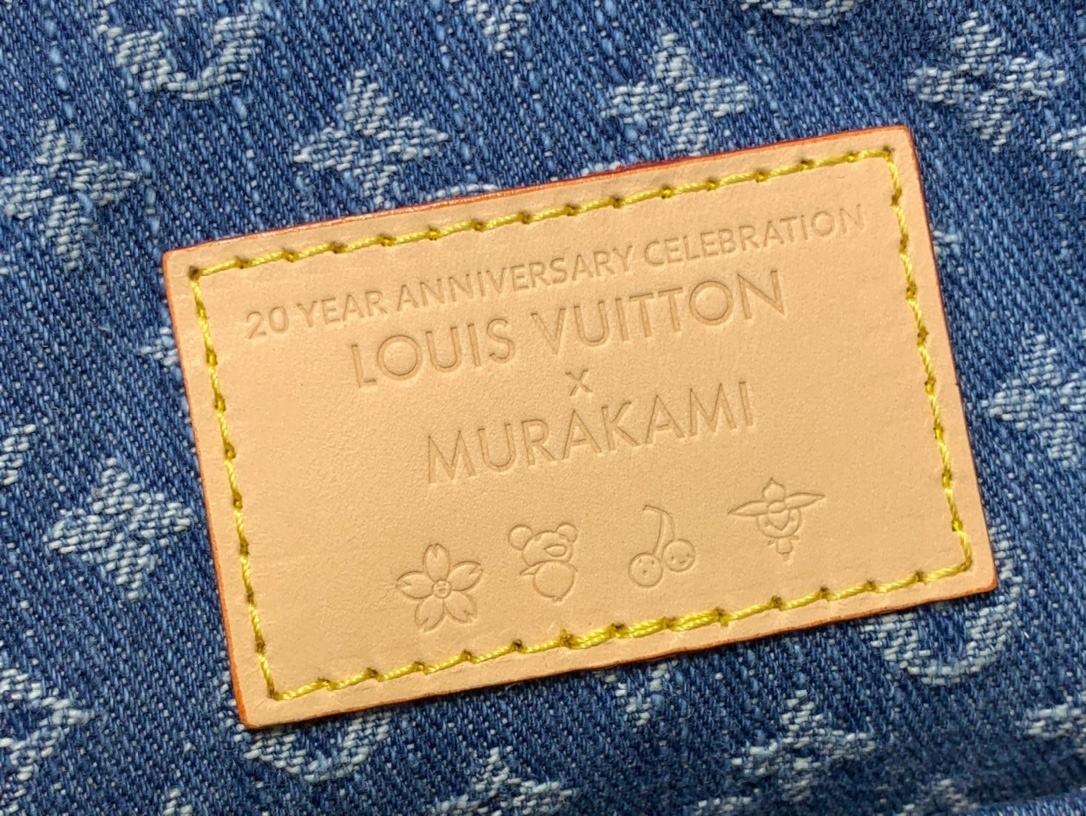 20 YEAR ANNIVERSARY CELEBRATION
LOUIS VUITTON
x
MURAKAMI